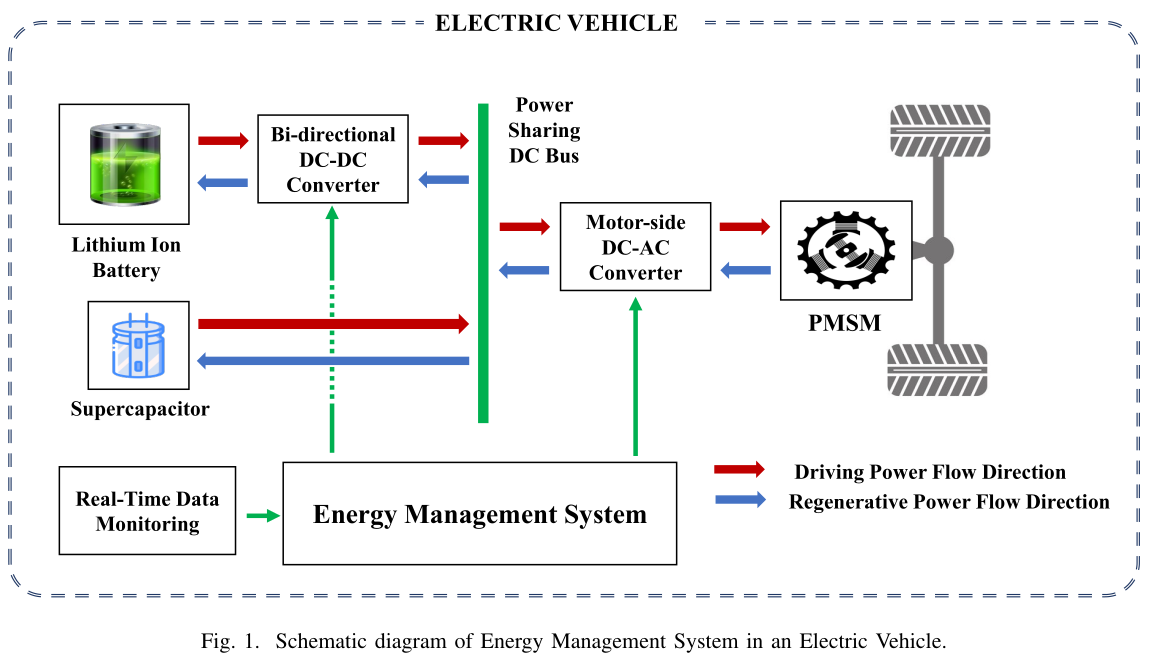 ELECTRIC VEHICLE
Bi-directional
DC-DC
Converter
Power
Sharing
DC Bus
Lithium Ion
Battery
Motor-side
DC-AC
Converter
PMSM
Supercapacitor
Real-Time Data
Monitoring
Energy Management System
Driving Power Flow Direction
Regenerative Power Flow Direction
Fig. 1. Schematic diagram of Energy Management System in an Electric Vehicle.